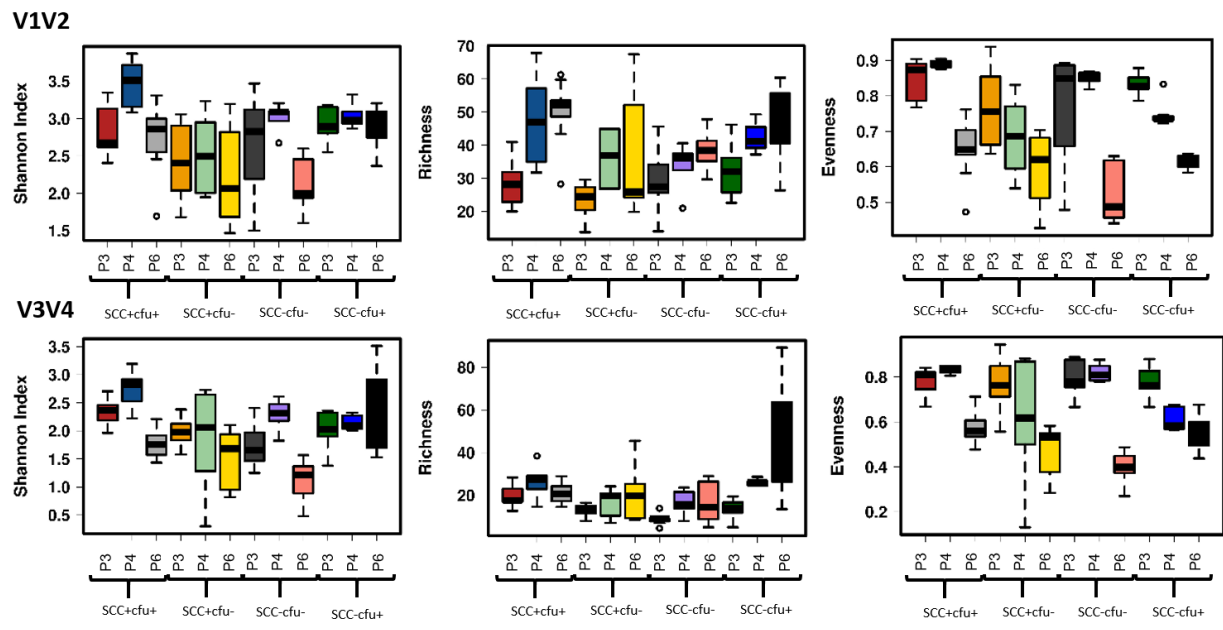 V1V2
Shannon Index
3.5
3.0
2.5
2.0
1.5
P3 P4 P6 P3 P4 P6 P3 P4 P6 P3 P4 P6
SCC+cfu+ SCC+cfu- SCC-cfu- SCC-cfu+
Richness
70
60
50
40
30
20
P3 P4 P6 P3 P4 P6 P3 P4 P6 P3 P4 P6
SCC+cfu+ SCC+cfu- SCC-cfu- SCC-cfu+
Evenness
0.9
0.8
0.7
0.6
0.5
P3 P4 P6 P3 P4 P6 P3 P4 P6 P3 P4 P6
SCC+cfu+ SCC+cfu- SCC-cfu- SCC-cfu+
V3V4
Shannon Index
3.5
3.0
2.5
2.0
1.5
1.0
0.5
P3 P4 P6 P3 P4 P6 P3 P4 P6 P3 P4 P6
SCC+cfu+ SCC+cfu- SCC-cfu- SCC-cfu+
Richness
80
60
40
20
P3 P4 P6 P3 P4 P6 P3 P4 P6 P3 P4 P6
SCC+cfu+ SCC+cfu- SCC-cfu- SCC-cfu+
Evenness
0.8
0.6
0.4
0.2
P3 P4 P6 P3 P4 P6 P3 P4 P6 P3 P4 P6
SCC+cfu+ SCC+cfu- SCC-cfu- SCC-cfu+